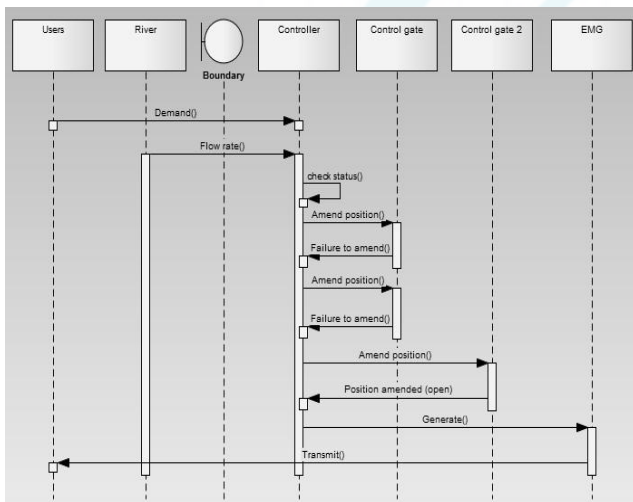 Users
River
Boundary
Controller
Control gate
Control gate 2
EMG
Demand()
Flow rate()
check status()
Amend position()
Failure to amend()
Amend position()
Failure to amend()
Amend position()
Position amended (open)
Generate()
Transmit()